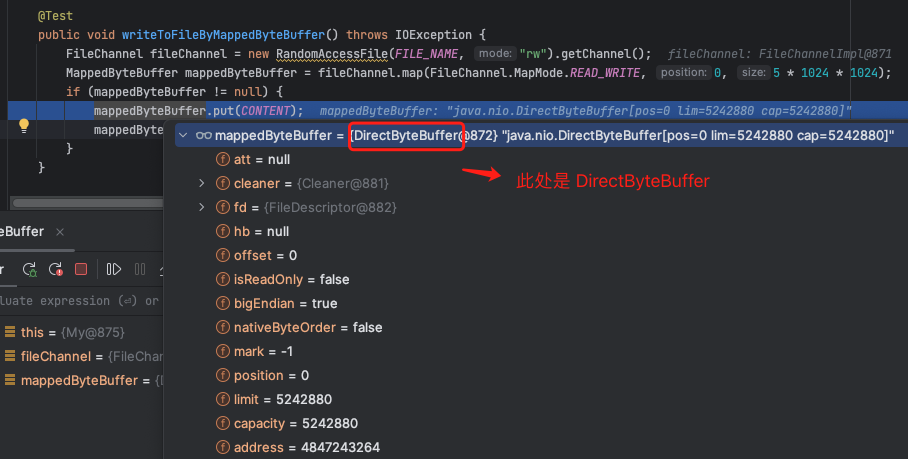 @Test
public void writeToFileByMappedByteBuffer() throws IOException {
FileChannel fileChannel = new RandomAccessFile(FILE_NAME, mode: "rw").getChannel(); fileChannel: FileChannelImpl@871
MappedByteBuffer mappedByteBuffer = fileChannel.map(FileChannel.MapMode.READ_WRITE, position: 0, size: 5 * 1024 * 1024);
if (mappedByteBuffer != null) {
mappedByteBuffer.put(CONTENT); mappedByteBuffer: "java.nio.DirectByteBuffer[pos=0 lim=5242880 cap=5242880]"
mappedByte
mappedByteBuffer = {DirectByteBuffer@872} "java.nio.DirectByteBuffer[pos=0 lim=5242880 cap=5242880]"
}
}
att = null
此处是 DirectByteBuffer
cleaner = {Cleaner@881}
fd = {FileDescriptor@882}
hb = null
offset = 0
isReadOnly = false
bigEndian = true
nativeByteOrder = false
mark = -1
position = 0
limit = 5242880
capacity = 5242880
address = 4847243264
eBuffer
r
luate expression (⏎) or
this = {My@875}
fileChannel = {FileChan
mappedByteBuffer = {D